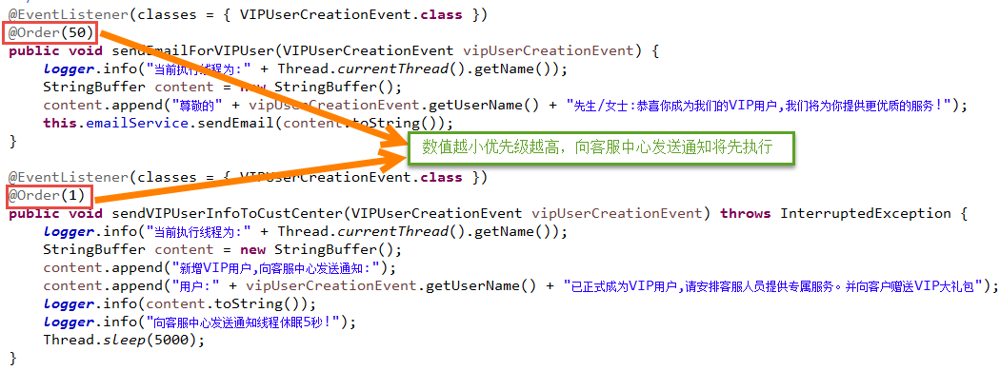 @EventListener(classes = { VIPUserCreationEvent.class })
@Order(50)
public void sendEmailForVIPUser(VIPUserCreationEvent vipUserCreationEvent) {
logger.info("当前执行线程为:" + Thread.currentThread().getName());
StringBuffer content = new StringBuffer();
content.append("尊敬的" + vipUserCreationEvent.getUserName() + "先生/女士:恭喜你成为我们的VIP用户,我们将为你提供更优质的服务!");
this.emailService.sendEmail(content.toString());
}
数值越小优先级越高，向客服中心发送通知将先执行
@EventListener(classes = { VIPUserCreationEvent.class })
@Order(1)
public void sendVIPUserInfoToCustCenter(VIPUserCreationEvent vipUserCreationEvent) throws InterruptedException {
logger.info("当前执行线程为:" + Thread.currentThread().getName());
StringBuffer content = new StringBuffer();
content.append("新增VIP用户,向客服中心发送通知:");
content.append("用户:" + vipUserCreationEvent.getUserName() + "已正式成为VIP用户,请安排客服人员提供专属服务。并向客户赠送VIP大礼包");
logger.info(content.toString());
logger.info("向客服中心发送通知线程休眠5秒!");
Thread.sleep(5000);
}